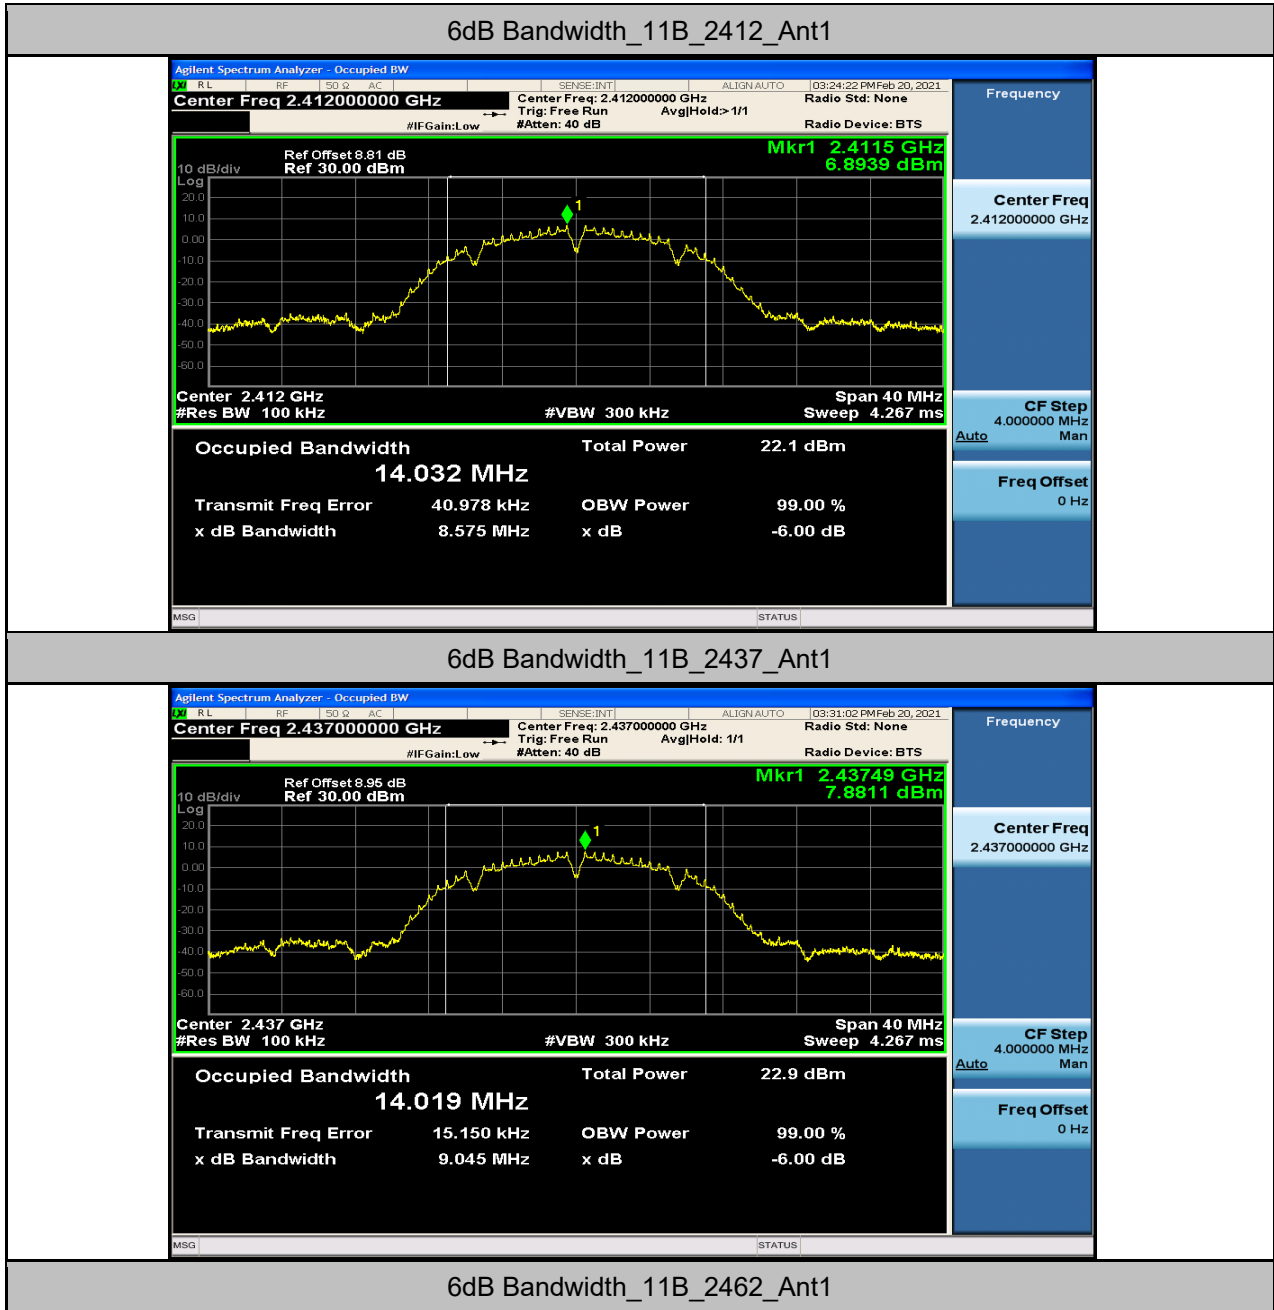 6dB Bandwidth_11B_2412_Ant1
Agilent Spectrum Analyzer - Occupied BW
LXI RL RF 50 Ω AC SENSE:INT ALIGN AUTO 03:24:22 PM Feb 20, 2021
Center Freq 2.412000000 GHz Center Freq: 2.412000000 GHz Radio Std: None
Trig: Free Run Avg|Hold:>1/1
#IFGain:Low #Atten: 40 dB Radio Device: BTS
Frequency
Mkr1 2.4115 GHz
6.8939 dBm
Ref Offset 8.81 dB
10 dB/div Ref 30.00 dBm
Log
20.0
10.0
0.00
-10.0
-20.0
-30.0
-40.0
-50.0
-60.0
1
Center 2.412 GHz Span 40 MHz
#Res BW 100 kHz #VBW 300 kHz Sweep 4.267 ms
Center Freq
2.412000000 GHz
CF Step
4.000000 MHz
Auto Man
Freq Offset
0 Hz
Occupied Bandwidth Total Power 22.1 dBm
14.032 MHz
Transmit Freq Error 40.978 kHz OBW Power 99.00 %
x dB Bandwidth 8.575 MHz x dB -6.00 dB
MSG STATUS
6dB Bandwidth_11B_2437_Ant1
Agilent Spectrum Analyzer - Occupied BW
LXI RL RF 50 Ω AC SENSE:INT ALIGN AUTO 03:31:02 PM Feb 20, 2021
Center Freq 2.437000000 GHz Center Freq: 2.437000000 GHz Radio Std: None
Trig: Free Run Avg|Hold: 1/1
#IFGain:Low #Atten: 40 dB Radio Device: BTS
Frequency
Mkr1 2.43749 GHz
7.8811 dBm
Ref Offset 8.95 dB
10 dB/div Ref 30.00 dBm
Log
20.0
10.0
0.00
-10.0
-20.0
-30.0
-40.0
-50.0
-60.0
1
Center 2.437 GHz Span 40 MHz
#Res BW 100 kHz #VBW 300 kHz Sweep 4.267 ms
Center Freq
2.437000000 GHz
CF Step
4.000000 MHz
Auto Man
Freq Offset
0 Hz
Occupied Bandwidth Total Power 22.9 dBm
14.019 MHz
Transmit Freq Error 15.150 kHz OBW Power 99.00 %
x dB Bandwidth 9.045 MHz x dB -6.00 dB
MSG STATUS
6dB Bandwidth_11B_2462_Ant1